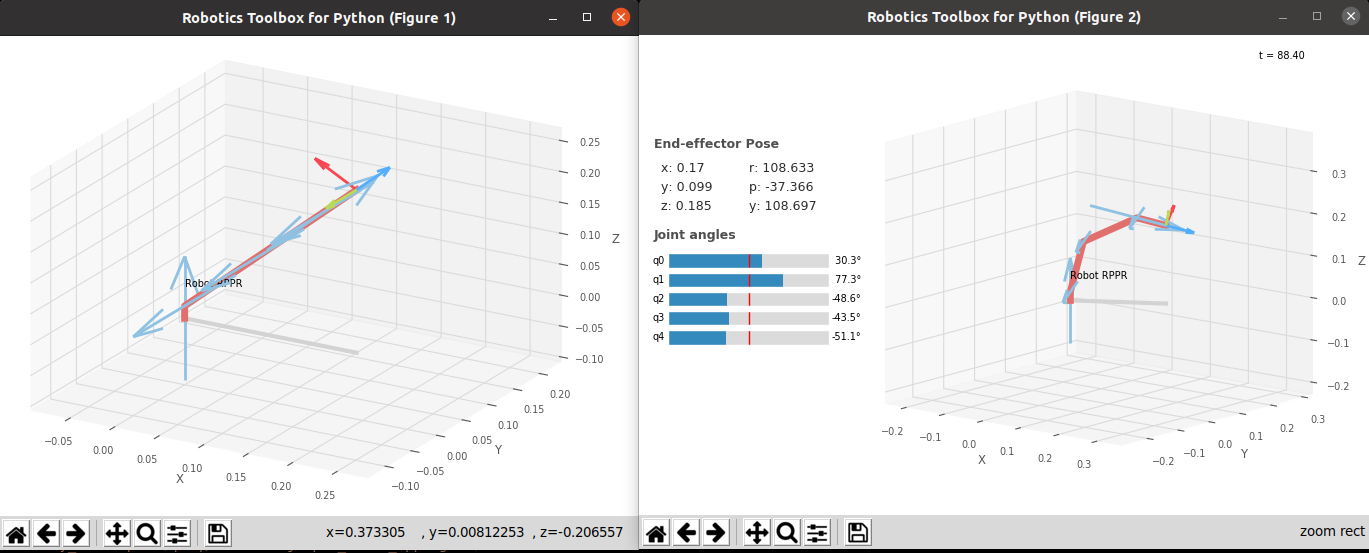 Robotics Toolbox for Python (Figure 1)
0.25
0.20
0.15
0.10
0.05
0.00
−0.05
−0.10
Z
Robot RPPR
−0.05
0.00
0.05
0.10
0.15
0.20
0.25
X
−0.10
−0.05
0.00
0.05
0.10
0.15
0.20
Y
x=0.373305 , y=0.00812253 , z=-0.206557
Robotics Toolbox for Python (Figure 2)
t = 88.40
End-effector Pose
x: 0.17 r: 108.633
y: 0.099 p: -37.366
z: 0.185 y: 108.697
Joint angles
q0 30.3°
q1 77.3°
q2 -48.6°
q3 -43.5°
q4 -51.1°
0.3
0.2
0.1
0.0
−0.1
−0.2
Z
Robot RPPR
−0.2
−0.1
0.0
0.1
0.2
0.3
X
−0.2
−0.1
0.0
0.1
0.2
0.3
Y
zoom rect